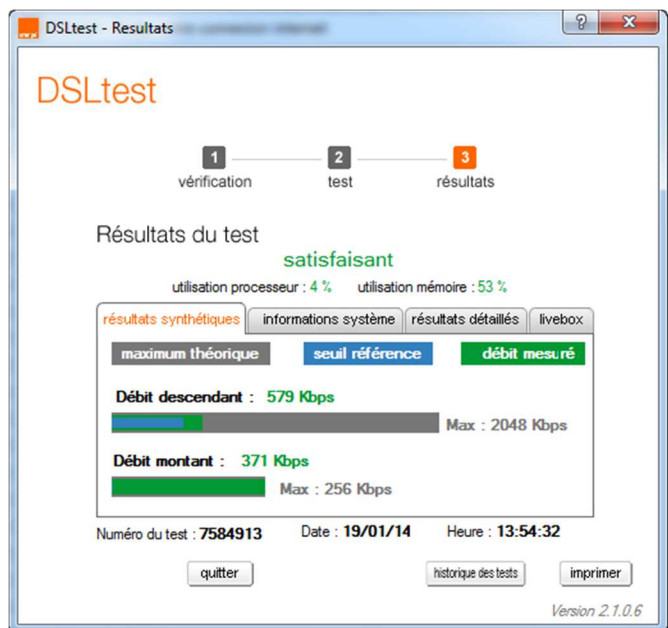 DSLtest - Resultats
DSLtest
1 2 3
vérification test résultats
Résultats du test
satisfaisant
utilisation processeur : 4 % utilisation mémoire : 53 %
résultats synthétiques informations système résultats détaillés livebox
maximum théorique seuil référence débit mesuré
Débit descendant : 579 Kbps
Max : 2048 Kbps
Débit montant : 371 Kbps
Max : 256 Kbps
Numéro du test : 7584913 Date : 19/01/14 Heure : 13:54:32
quitter historique des tests imprimer
Version 2.1.0.6